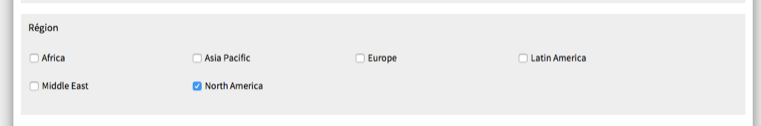 Région
Africa Asia Pacific Europe Latin America
Middle East North America